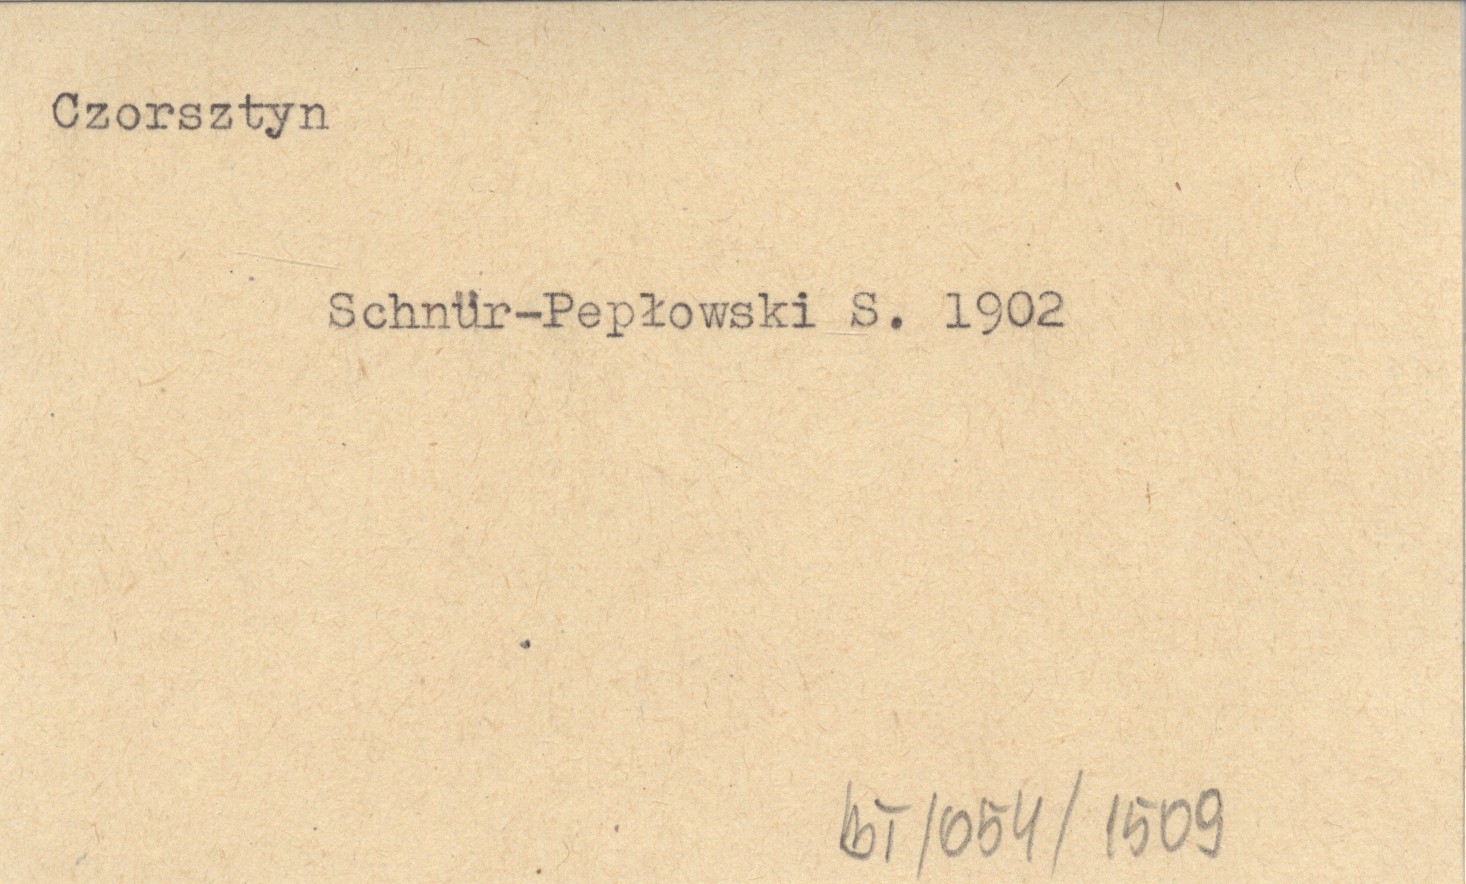 Czorsztyn
Schnür-Pepłowski S. 1902
BT/054/1509